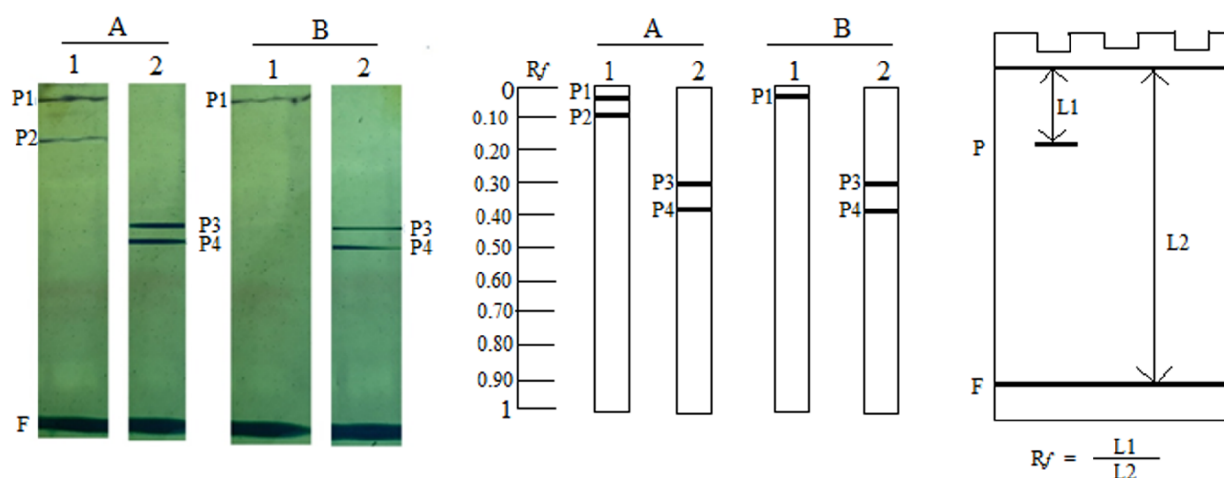 A B
1 2 1 2
P1 P1
P2
P3 P3
P4 P4
F
Rf
0
0.10
0.20
0.30
0.40
0.50
0.60
0.70
0.80
0.90
1
A B
1 2 1 2
P1 P1
P2
P3 P3
P4 P4
L1
P
L2
F
Rf = L1
L2